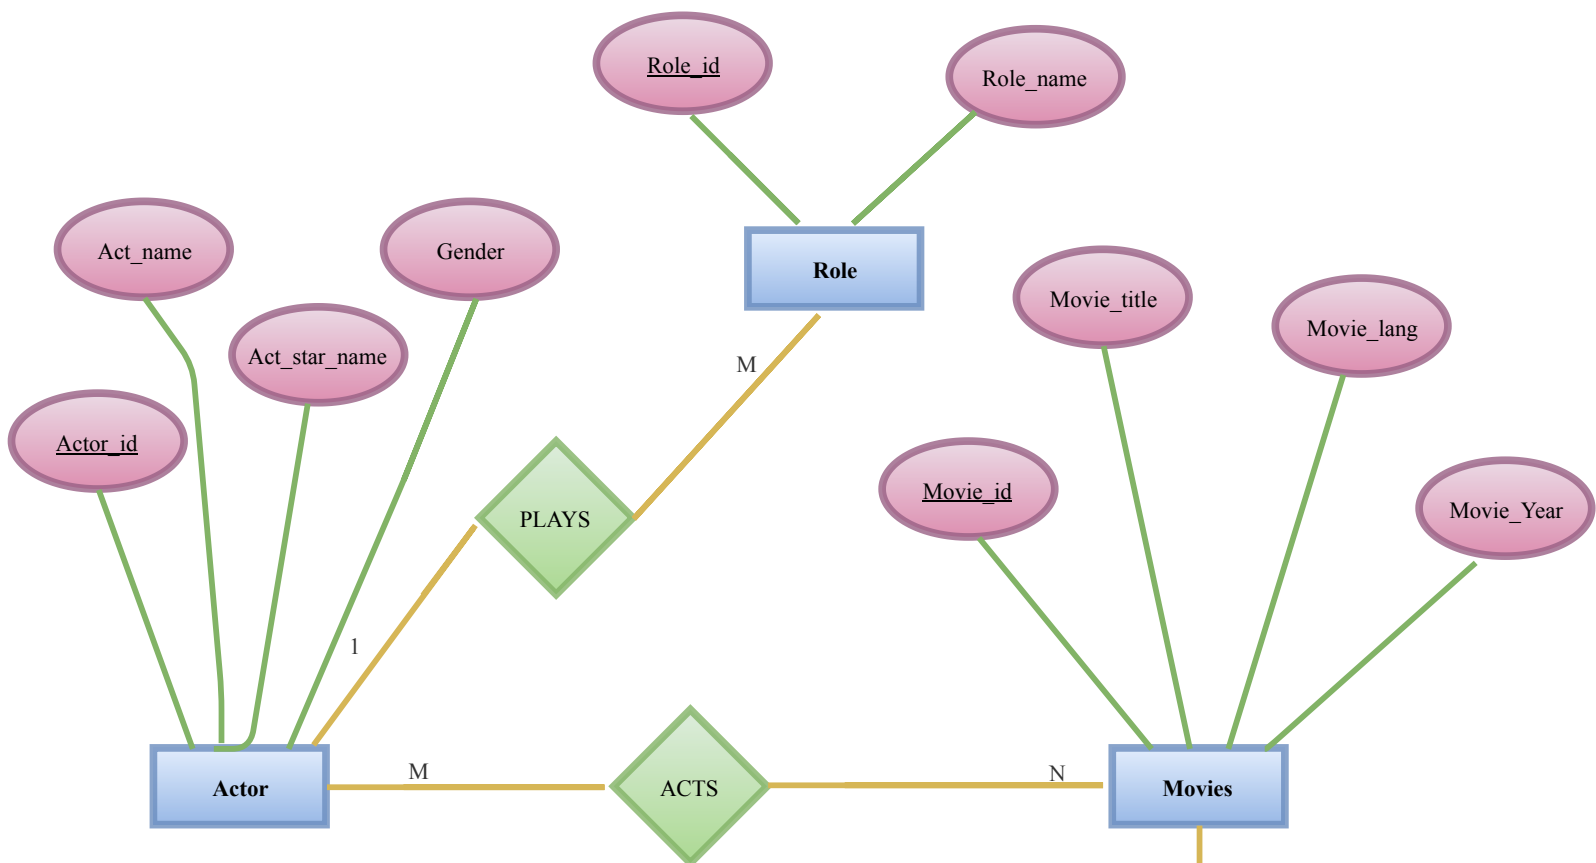 Role_id
Role_name
Act_name
Gender
Role
Movie_title
Movie_lang
Act_star_name
M
Actor_id
Movie_id
Movie_Year
PLAYS
1
M
N
Actor
ACTS
Movies